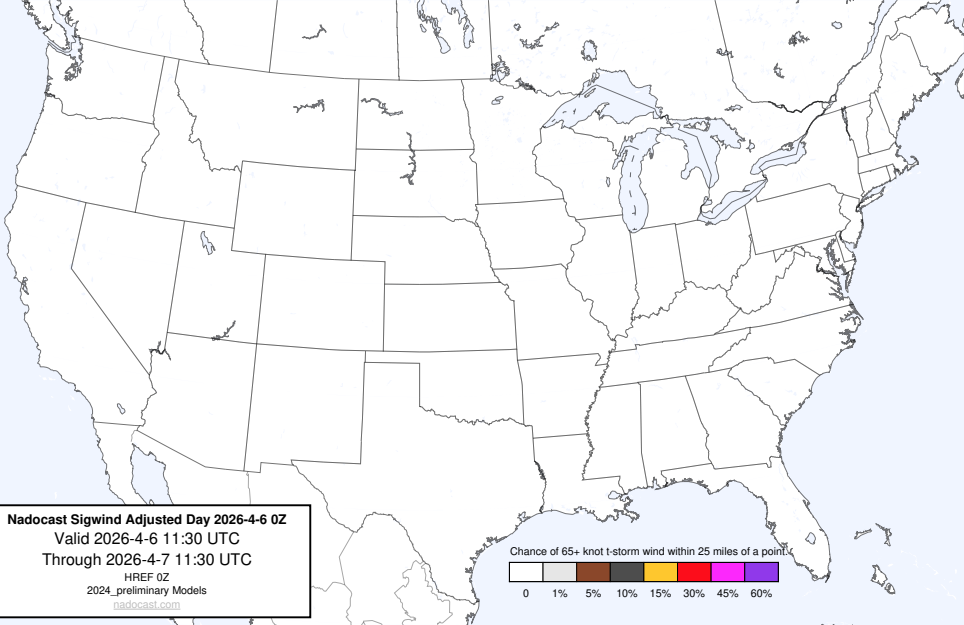 Nadocast Sigwind Adjusted Day 2026-4-6 0Z
Valid 2026-4-6 11:30 UTC
Through 2026-4-7 11:30 UTC
HREF 0Z
2024_preliminary Models
nadocast.com
Chance of 65+ knot t-storm wind within 25 miles of a point.
0 1% 5% 10% 15% 30% 45% 60%